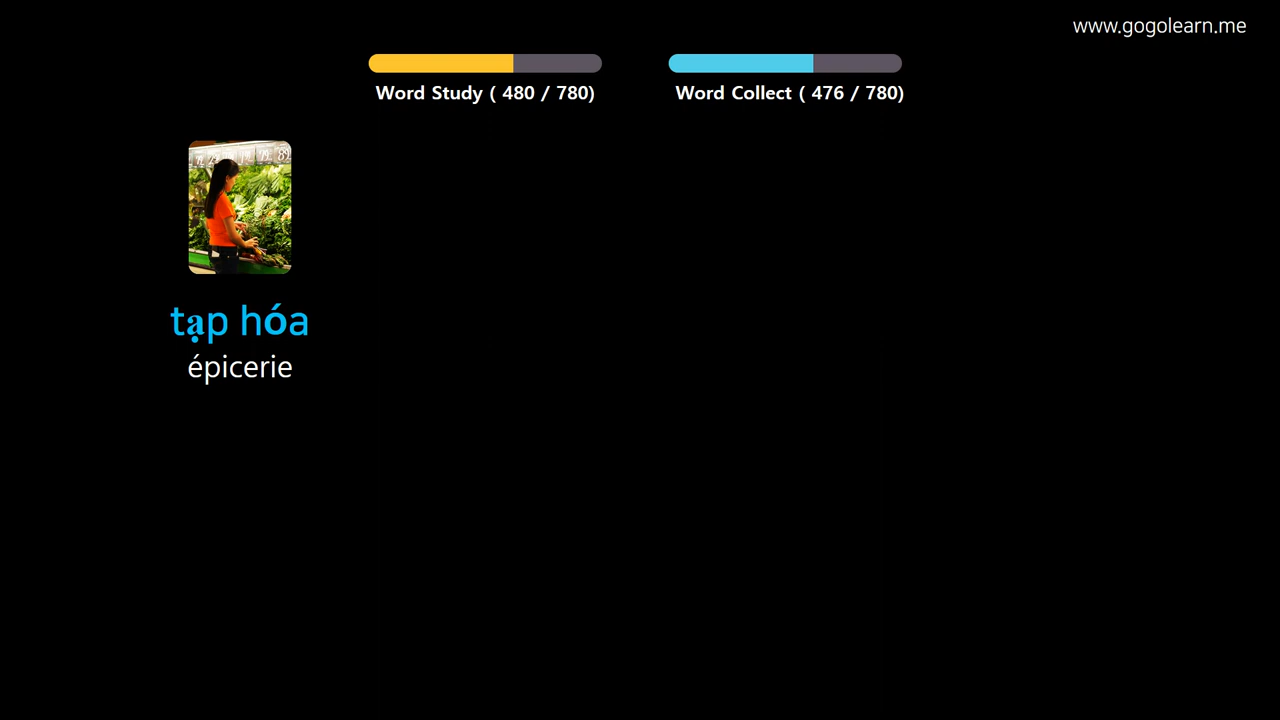 www.gogolearn.me
Word Study ( 480 / 780)
Word Collect ( 476 / 780)
tạp hóa
épicerie